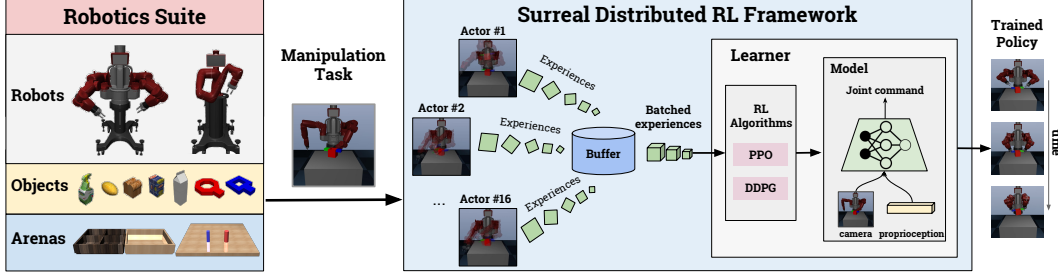 Robotics Suite
Robots
Objects
Arenas
Manipulation
Task
Surreal Distributed RL Framework
Actor #1
Experiences
Actor #2
Experiences
...
Actor #16
Experiences
Buffer
Batched
experiences
Learner
RL
Algorithms
PPO
DDPG
Model
Joint command
camera
proprioception
Trained
Policy
time